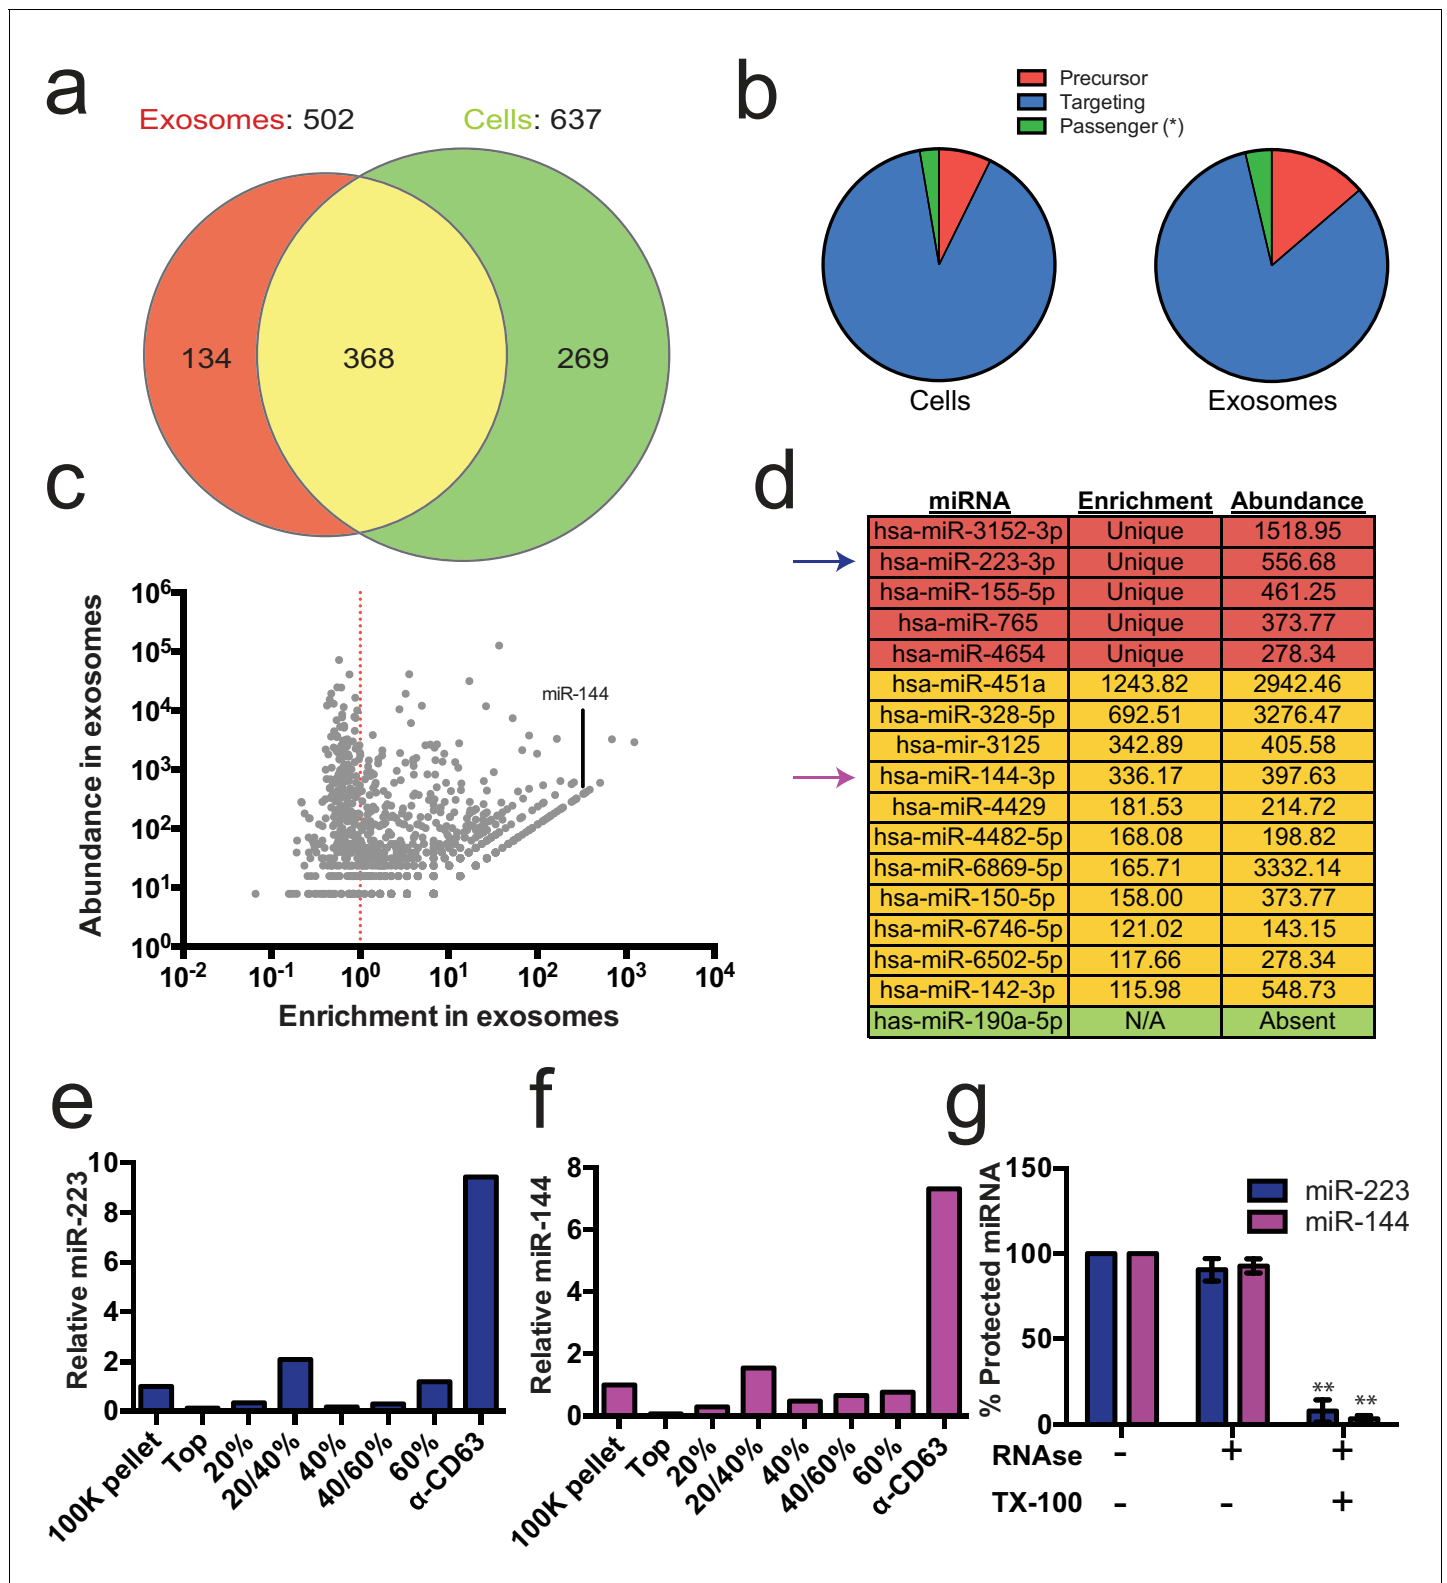 a
Exosomes: 502
Cells: 637
134
368
269
b
Precursor
Targeting
Passenger (*)
Cells
Exosomes
c
Abundance in exosomes
10^6
10^5
10^4
10^3
10^2
10^1
10^0
miR-144
10^-2 10^-1 10^0 10^1 10^2 10^3 10^4
Enrichment in exosomes
d
miRNA Enrichment Abundance
hsa-miR-3152-3p Unique 1518.95
hsa-miR-223-3p Unique 556.68
hsa-miR-155-5p Unique 461.25
hsa-miR-765 Unique 373.77
hsa-miR-4654 Unique 278.34
hsa-miR-451a 1243.82 2942.46
hsa-miR-328-5p 692.51 3276.47
hsa-mir-3125 342.89 405.58
hsa-miR-144-3p 336.17 397.63
hsa-miR-4429 181.53 214.72
hsa-miR-4482-5p 168.08 198.82
hsa-miR-6869-5p 165.71 3332.14
hsa-miR-150-5p 158.00 373.77
hsa-miR-6746-5p 121.02 143.15
hsa-miR-6502-5p 117.66 278.34
hsa-miR-142-3p 115.98 548.73
has-miR-190a-5p N/A Absent
e
Relative miR-223
10
8
6
4
2
0
100K pellet
Top
20%
20/40%
40%
40/60%
60%
α-CD63
f
Relative miR-144
8
6
4
2
0
100K pellet
Top
20%
20/40%
40%
40/60%
60%
α-CD63
g
% Protected miRNA
150
100
50
0
miR-223
miR-144
** **
RNAse - + +
TX-100 - - +